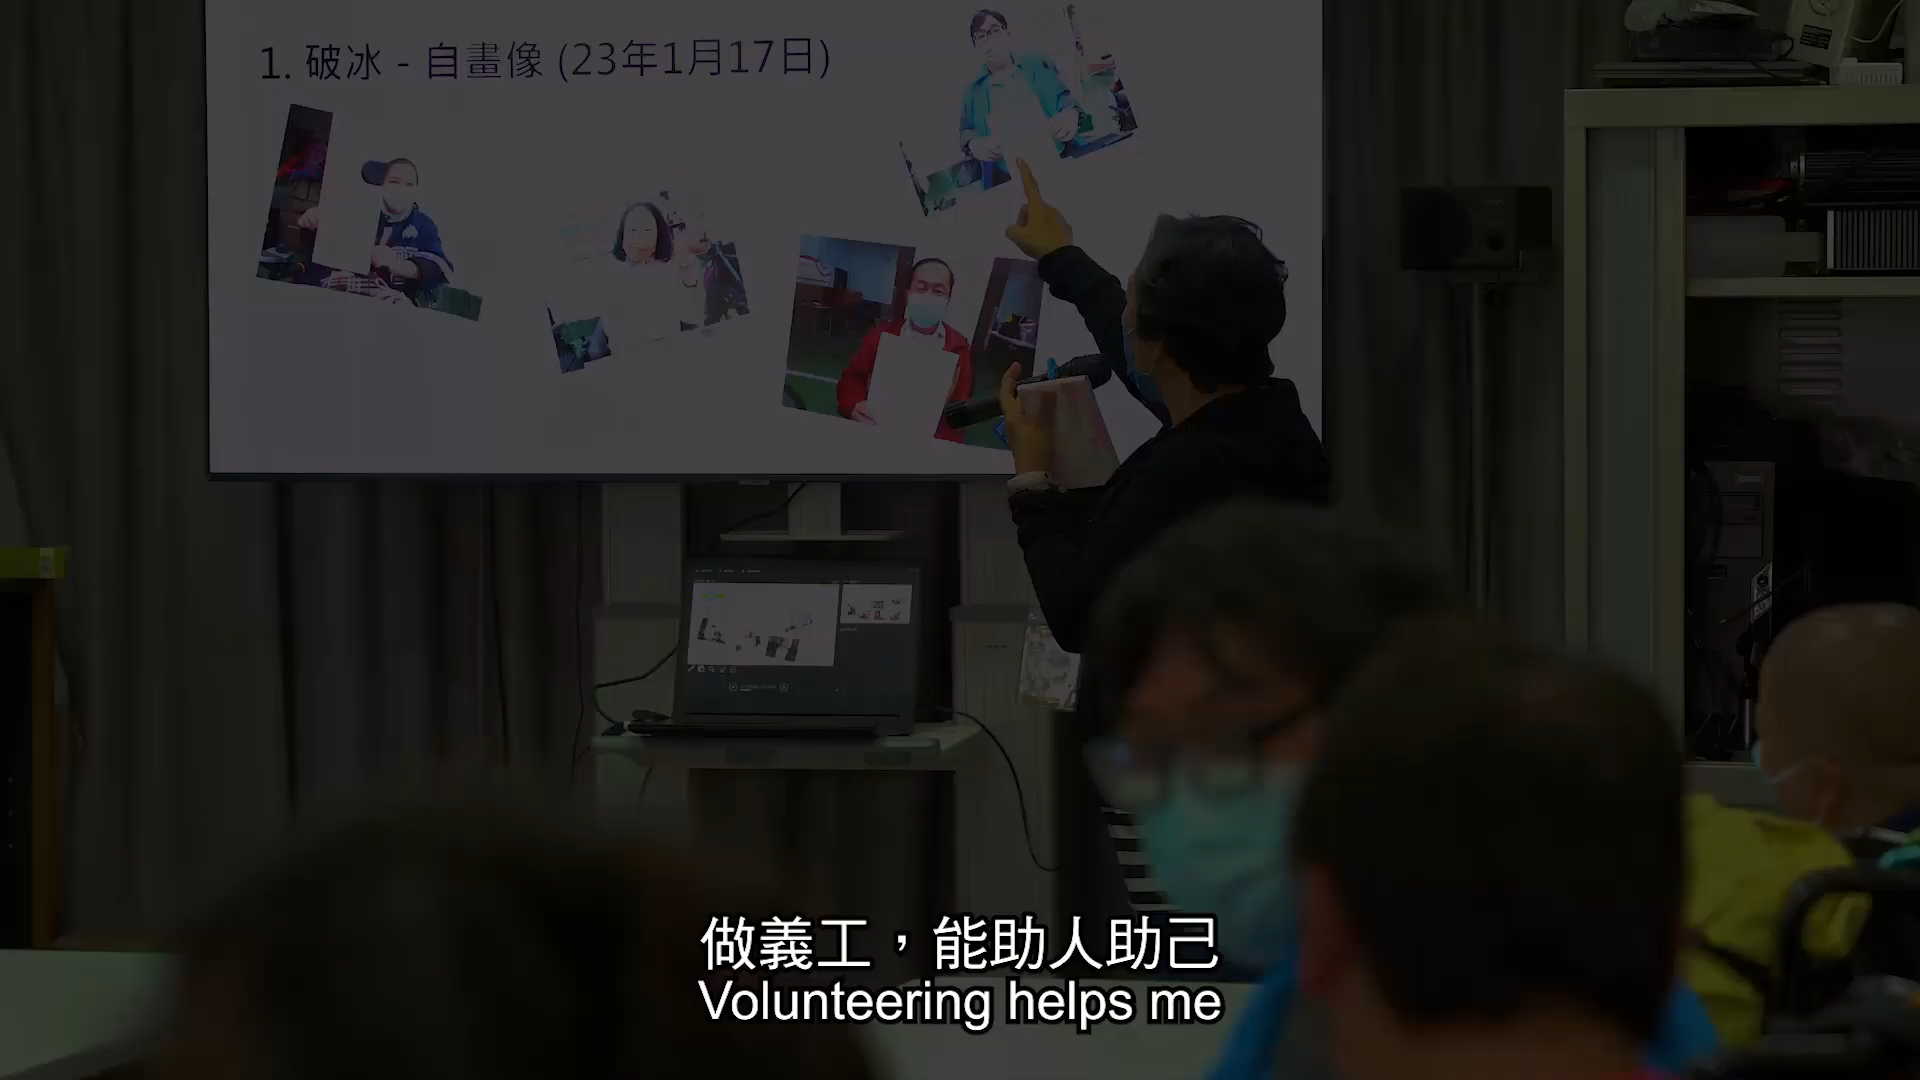 1. 破冰 - 自畫像 (23年1月17日)
做義工，能助人助己
Volunteering helps me